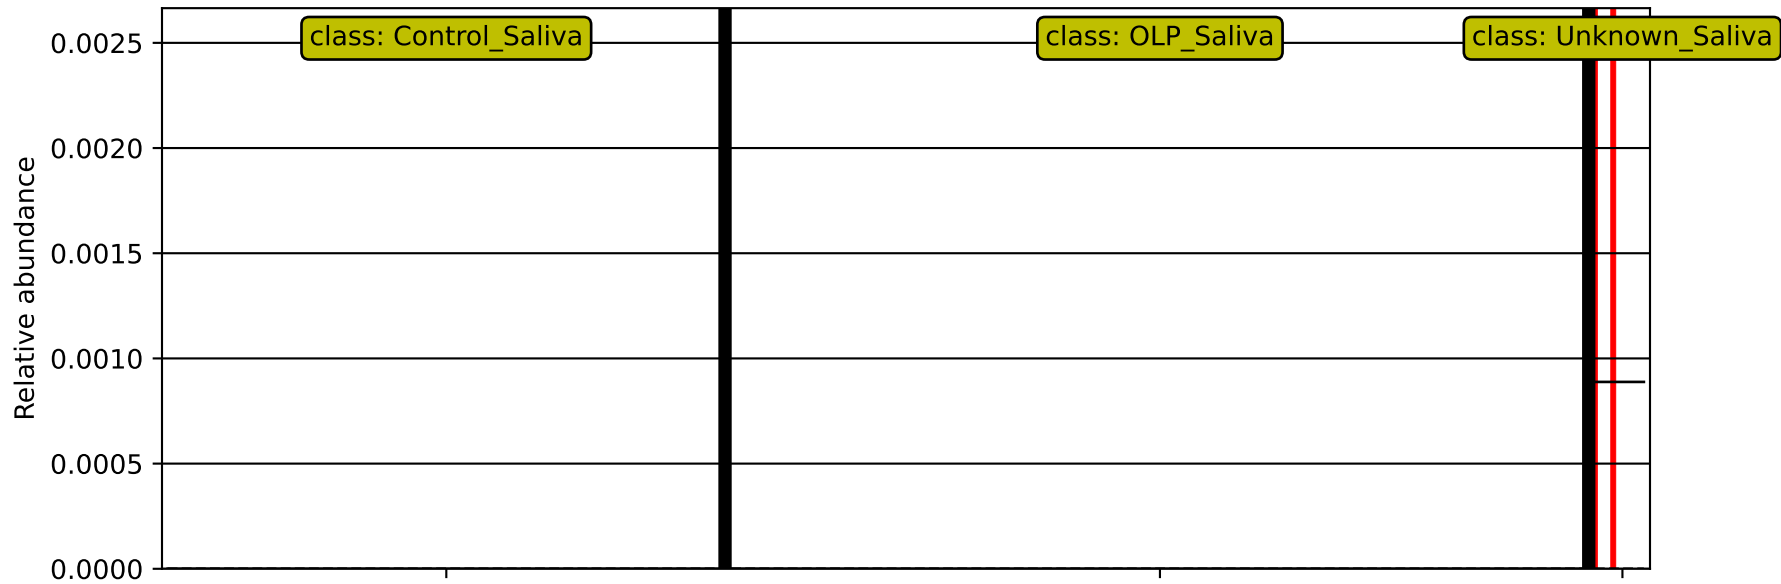 class: Control_Saliva
class: OLP_Saliva
class: Unknown_Saliva
0.0025
0.0020
0.0015
0.0010
0.0005
0.0000
Relative abundance